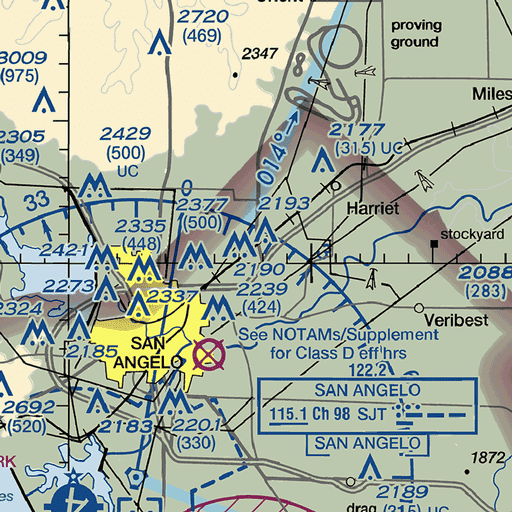 2720
(469)
proving
ground
3009
(975)
2347
Miles
2305
(349)
2429
(500)
UC
014°
2177
(315) UC
33
0
2377
(500)
2193
Harriet
2335
(448)
stockyard
2421
2190
2088
(283)
2273
2337
2239
(424)
2324
Veribest
SAN
ANGELO
See NOTAMs/Supplement
for Class D eff hrs
2185
122.2
SAN ANGELO
115.1 Ch 98 SJT
2692
(520)
2183
2201
(330)
SAN ANGELO
RK
1872
2189
(215) UC
drag